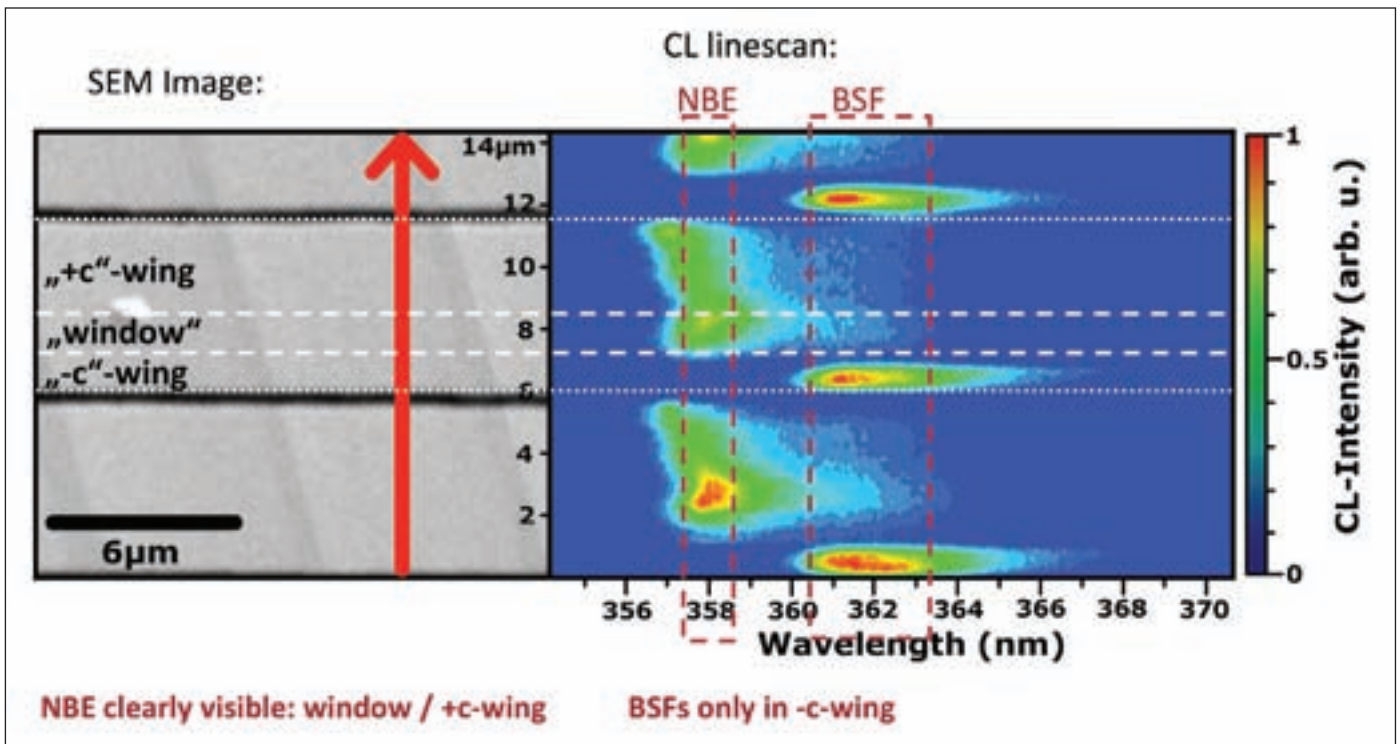 SEM Image:
CL linescan:
NBE
BSF
14µm
12
10
8
6
4
2
„+c“-wing
„window“
„-c“-wing
6µm
356 358 360 362 364 366 368 370
Wavelength (nm)
1
0.5
0
CL-Intensity (arb. u.)
NBE clearly visible: window / +c-wing
BSFs only in -c-wing